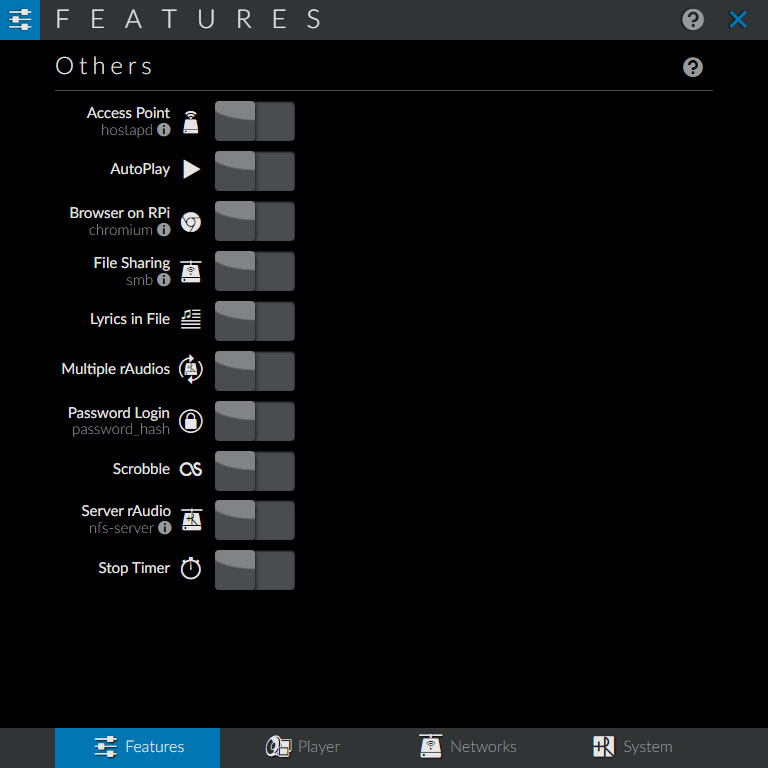 FEATURES
Others
Access Point
hostapd
AutoPlay
Browser on RPi
chromium
File Sharing
smb
Lyrics in File
Multiple rAudios
Password Login
password_hash
Scrobble
Server rAudio
nfs-server
Stop Timer
Features Player Networks System